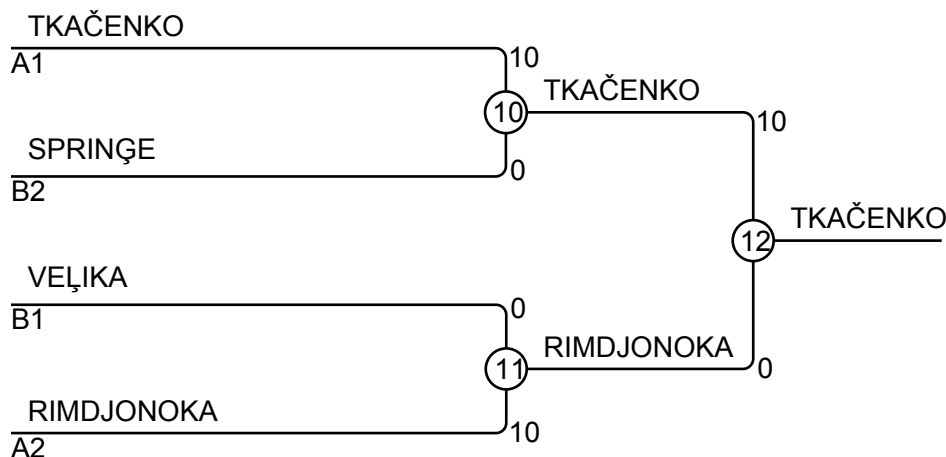 TKAČENKO
A1
10
10
TKAČENKO
10
SPRINĢE
B2
0
12
TKAČENKO
VEĻIKA
B1
0
11
RIMDJONOKA
0
RIMDJONOKA
A2
10